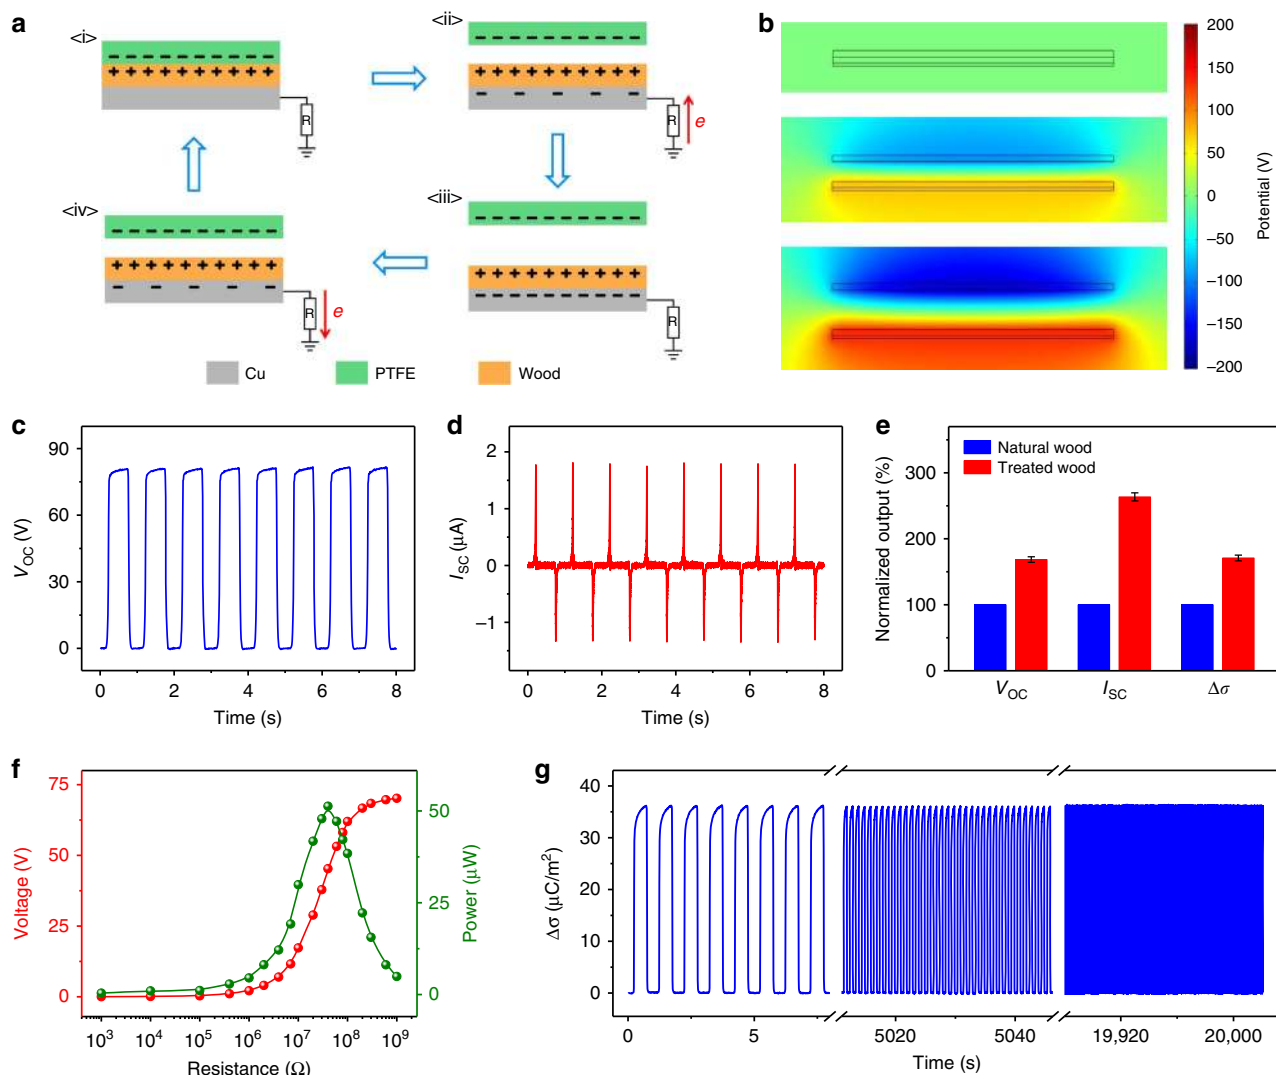 a
<i>
<ii>
R
R
e
<iv>
<iii>
R
e
R
Cu
PTFE
Wood
b
200
150
100
50
0
−50
−100
−150
−200
Potential (V)
c
90
60
30
0
V_OC (V)
0 2 4 6 8
Time (s)
d
2
1
0
−1
I_SC (μA)
0 2 4 6 8
Time (s)
e
Natural wood
Treated wood
300
200
100
0
Normalized output (%)
V_OC I_SC Δσ
f
75
50
25
0
Voltage (V)
50
25
0
Power (μW)
10³ 10⁴ 10⁵ 10⁶ 10⁷ 10⁸ 10⁹
Resistance (Ω)
g
40
30
20
10
0
Δσ (μC/m²)
0 5 5020 5040 19,920 20,000
Time (s)